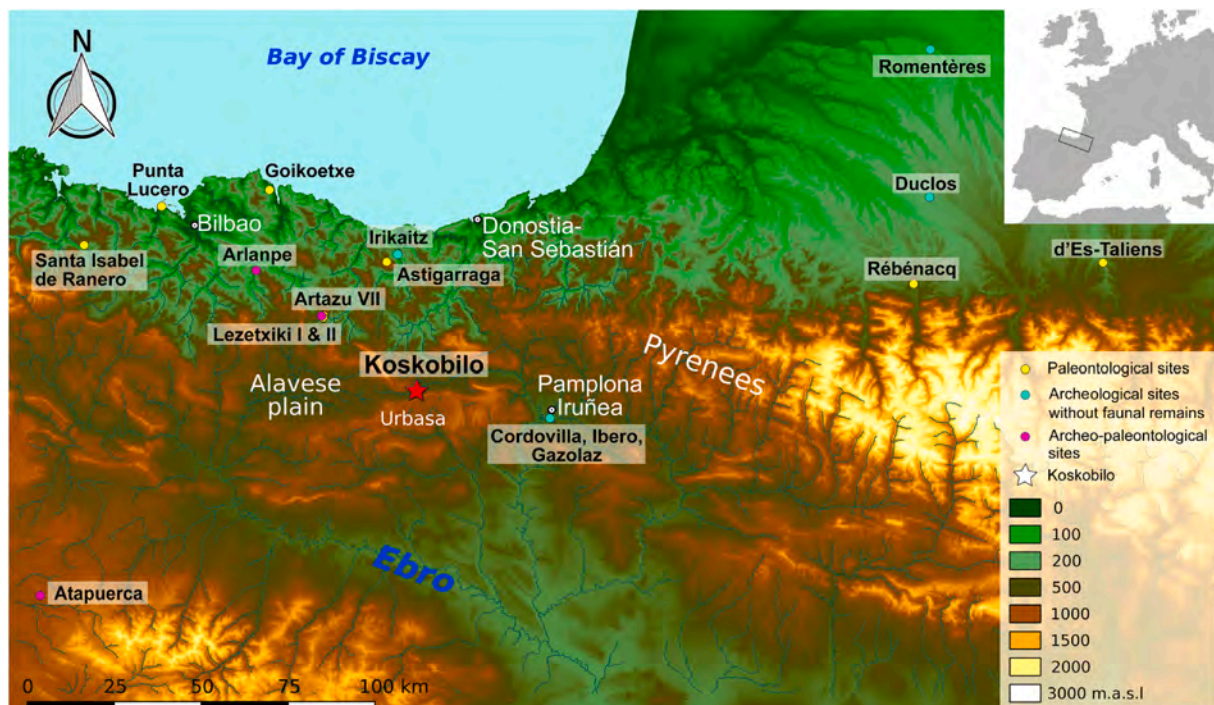 N
Bay of Biscay
Romentères
Punta
Lucero
Goikoetxe
Duclos
Bilbao
Donostia-
San Sebastián
Irikaitz
Santa Isabel
de Ranero
Arlanpe
Astigarraga
d'Es-Taliens
Rébénacq
Artazu VII
Lezetxiki I & II
Pyrenees
Koskobilo
Alavese
plain
Urbasa
Pamplona
Iruñea
Cordovilla, Ibero,
Gazolaz
Paleontological sites
Archeological sites
without faunal remains
Archeo-paleontological
sites
Koskobilo
0
100
200
500
1000
1500
2000
3000 m.a.s.l
Ebro
Atapuerca
0 25 50 75 100 km